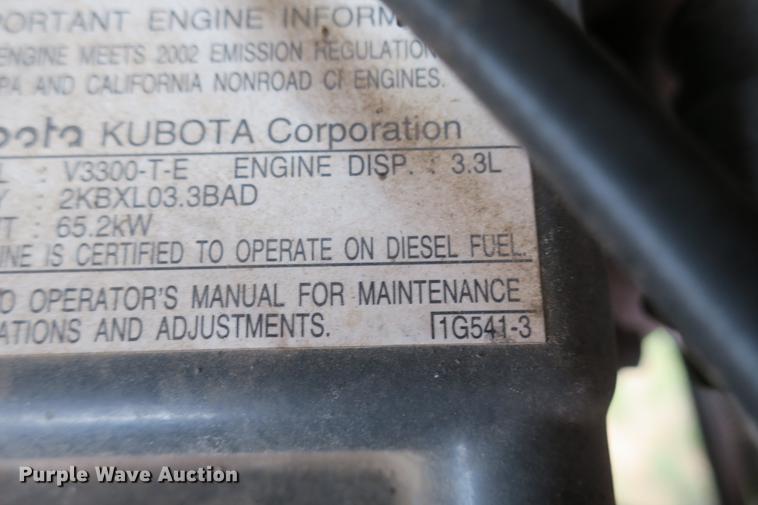 PORTANT ENGINE INFORM
ENGINE MEETS 2002 EMISSION REGULATION
PA AND CALIFORNIA NONROAD CI ENGINES.
bota KUBOTA Corporation
L : V3300-T-E ENGINE DISP. : 3.3L
Y : 2KBXL03.3BAD
T : 65.2kW
INE IS CERTIFIED TO OPERATE ON DIESEL FUEL.
O OPERATOR'S MANUAL FOR MAINTENANCE
ATIONS AND ADJUSTMENTS. 1G541-3
Purple Wave Auction